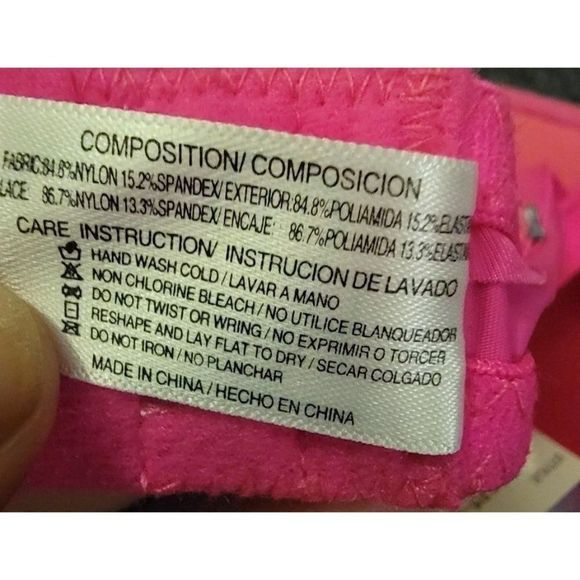 COMPOSITION/ COMPOSICION
FABRIC:84.8%NYLON 15.2%SPANDEX/ EXTERIOR:84.8%POLIAMIDA 15.2%
LACE 86.7%NYLON 13.3%SPANDEX/ ENCAJE: 86.7%POLIAMIDA 13.3%
CARE INSTRUCTION/ INSTRUCION DE LAVADO
HAND WASH COLD / LAVAR A MANO
NON CHLORINE BLEACH / NO UTILICE BLANQUEADOR
DO NOT TWIST OR WRING / NO EXPRIMIR O TORCER
RESHAPE AND LAY FLAT TO DRY / SECAR COLGADO
DO NOT IRON / NO PLANCHAR
MADE IN CHINA / HECHO EN CHINA